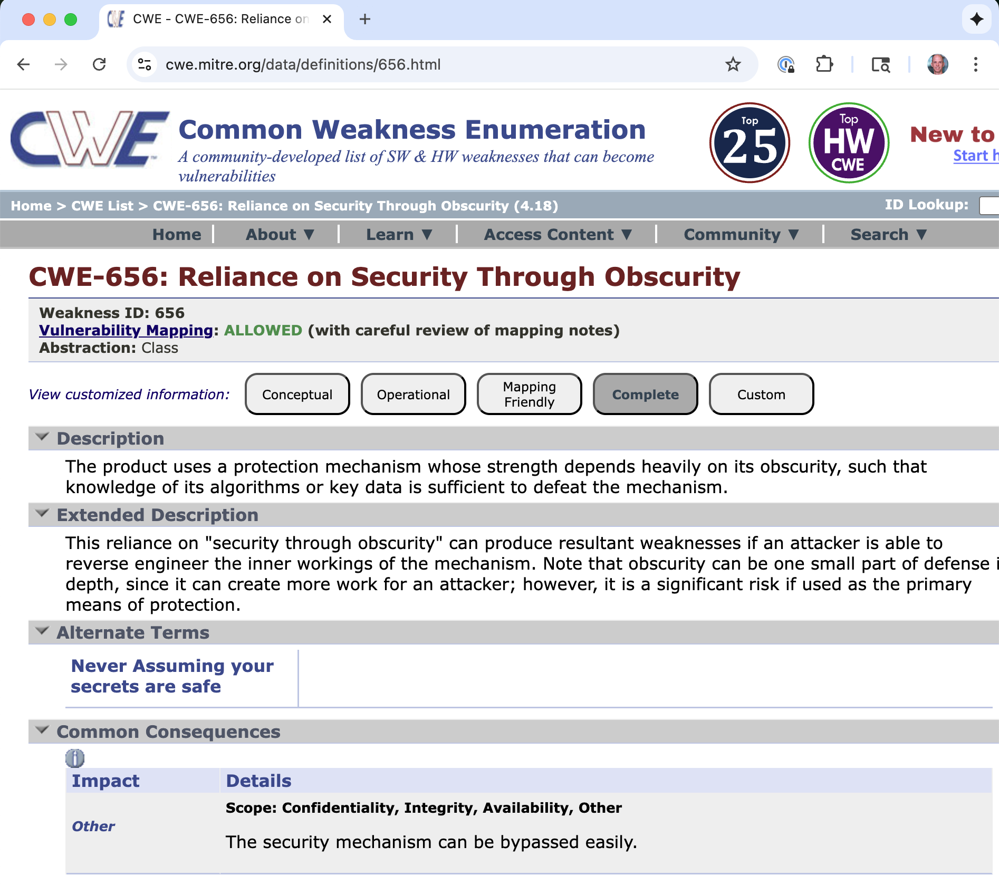 CWE - CWE-656: Reliance on
cwe.mitre.org/data/definitions/656.html
CWE
Common Weakness Enumeration
A community-developed list of SW & HW weaknesses that can become
vulnerabilities
Top
25
Top
HW
CWE
New to
Start
Home > CWE List > CWE-656: Reliance on Security Through Obscurity (4.18)
ID Lookup:
Home
About ▼
Learn ▼
Access Content ▼
Community ▼
Search ▼
CWE-656: Reliance on Security Through Obscurity
Weakness ID: 656
Vulnerability Mapping: ALLOWED (with careful review of mapping notes)
Abstraction: Class
View customized information:
Conceptual
Operational
Mapping
Friendly
Complete
Custom
Description
The product uses a protection mechanism whose strength depends heavily on its obscurity, such that
knowledge of its algorithms or key data is sufficient to defeat the mechanism.
Extended Description
This reliance on "security through obscurity" can produce resultant weaknesses if an attacker is able to
reverse engineer the inner workings of the mechanism. Note that obscurity can be one small part of defense
depth, since it can create more work for an attacker; however, it is a significant risk if used as the primary
means of protection.
Alternate Terms
Never Assuming your
secrets are safe
Common Consequences
Impact
Details
Other
Scope: Confidentiality, Integrity, Availability, Other
The security mechanism can be bypassed easily.